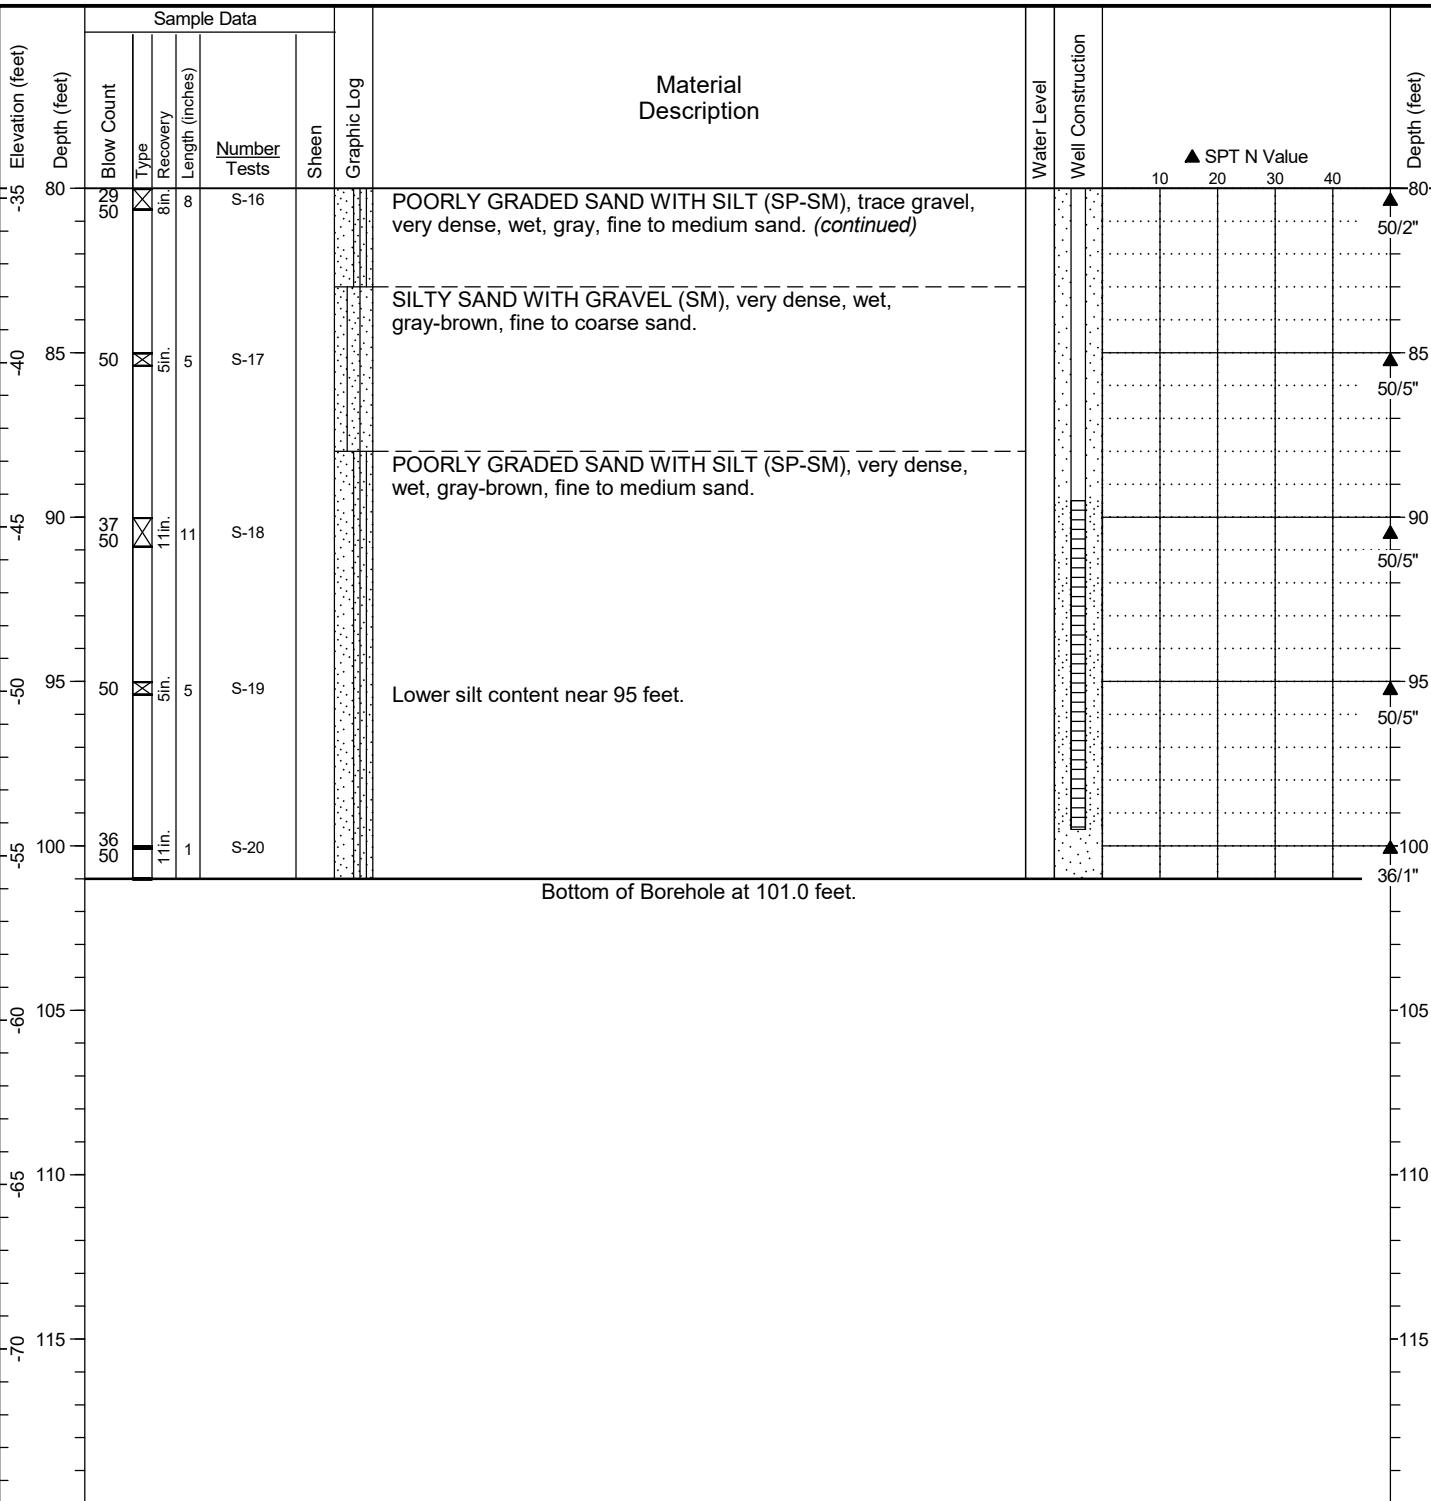 Sample Data
Elevation (feet)
Depth (feet)
Blow Count
Type
Recovery
Length (inches)
Number
Tests
Sheen
Graphic Log
Material
Description
Water Level
Well Construction
▲ SPT N Value
10 20 30 40
Depth (feet)
-35 80 29 50 8in. 8 S-16
POORLY GRADED SAND WITH SILT (SP-SM), trace gravel,
very dense, wet, gray, fine to medium sand. (continued)
80
50/2"
SILTY SAND WITH GRAVEL (SM), very dense, wet,
gray-brown, fine to coarse sand.
-40 85 50 5in. 5 S-17
85
50/5"
POORLY GRADED SAND WITH SILT (SP-SM), very dense,
wet, gray-brown, fine to medium sand.
-45 90 37 50 11in. 11 S-18
90
50/5"
-50 95 50 5in. 5 S-19
Lower silt content near 95 feet.
95
50/5"
-55 100 36 50 11in. 1 S-20
100
36/1"
Bottom of Borehole at 101.0 feet.
-60 105 105
-65 110 110
-70 115 115